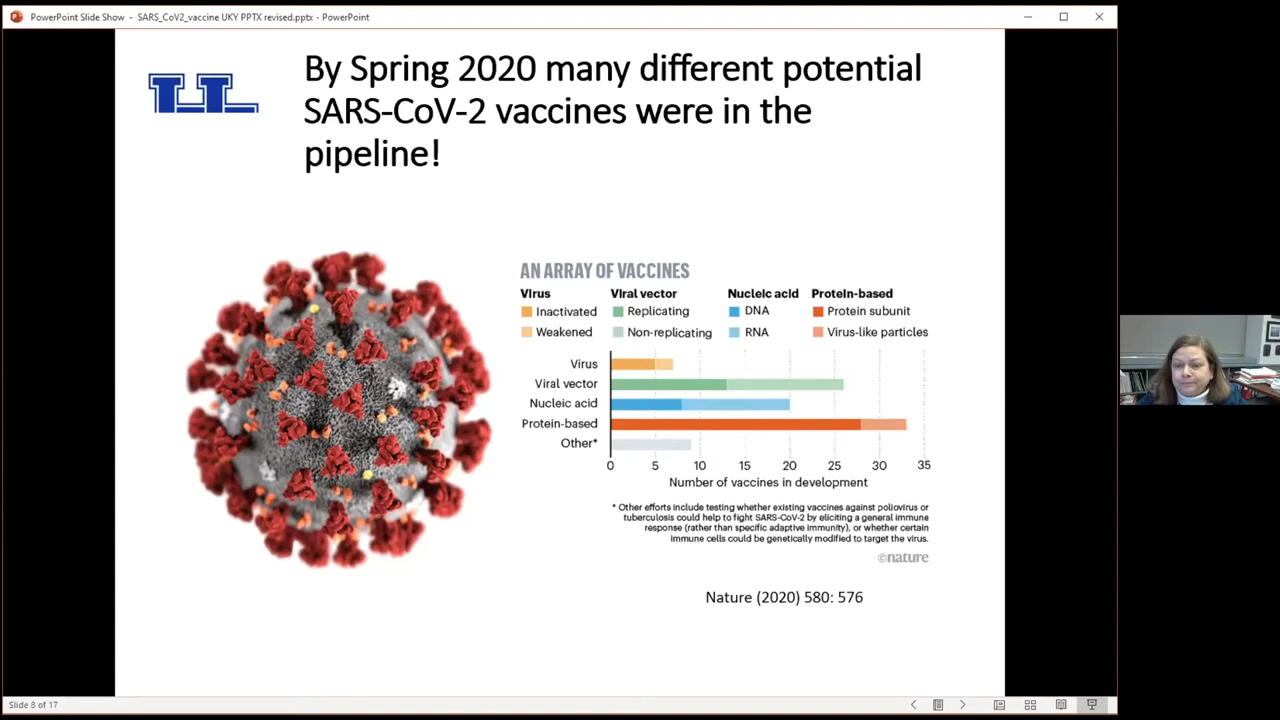 PowerPoint Slide Show - SARS_CoV2_vaccine UKY PPTX revised.pptx - PowerPoint
By Spring 2020 many different potential
SARS-CoV-2 vaccines were in the
pipeline!
AN ARRAY OF VACCINES
Virus
Inactivated
Weakened
Viral vector
Replicating
Non-replicating
Nucleic acid
DNA
RNA
Protein-based
Protein subunit
Virus-like particles
Virus
Viral vector
Nucleic acid
Protein-based
Other*
0 5 10 15 20 25 30 35
Number of vaccines in development
* Other efforts include testing whether existing vaccines against poliovirus or
tuberculosis could help to fight SARS-CoV-2 by eliciting a general immune
response (rather than specific adaptive immunity), or whether certain
immune cells could be genetically modified to target the virus.
©nature
Nature (2020) 580: 576
Slide 8 of 17